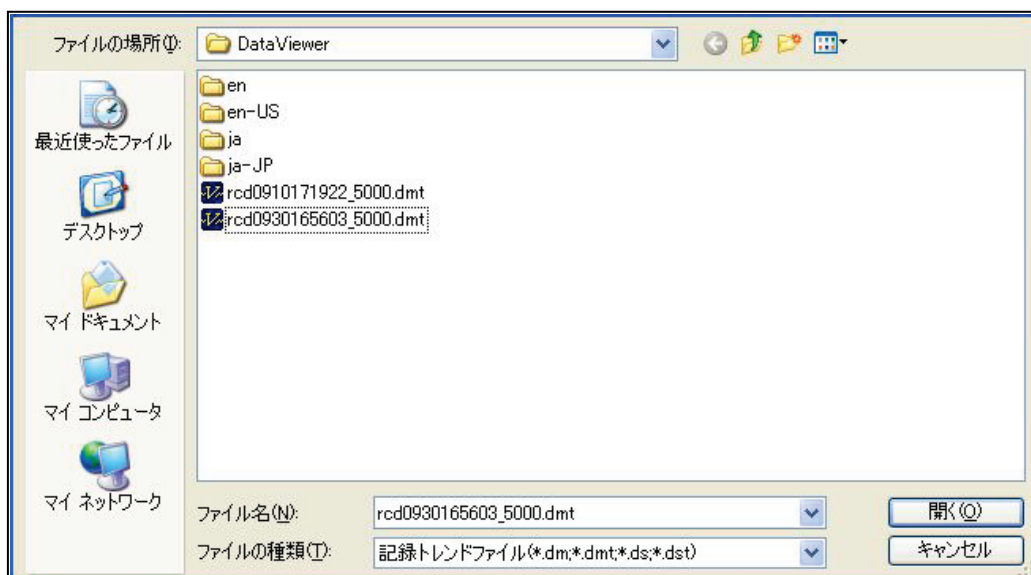 ファイルの場所(I):
DataViewer
最近使ったファイル
デスクトップ
マイ ドキュメント
マイ コンピュータ
マイ ネットワーク
en
en-US
ja
ja-JP
rcd0910171922_5000.dmt
rcd0930165603_5000.dmt
ファイル名(N):
rcd0930165603_5000.dmt
開く(O)
ファイルの種類(T):
記録トレンドファイル(*.dm;*.dmt;*.ds;*.dst)
キャンセル